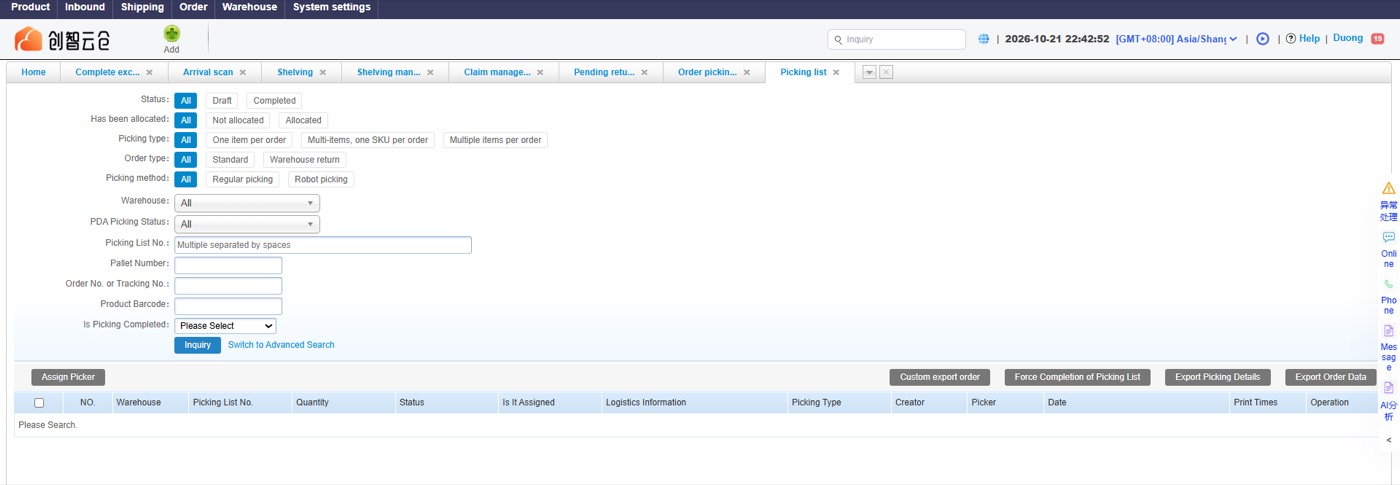 Product Inbound Shipping Order Warehouse System settings
创智云仓
Add
Inquiry
| 2026-10-21 22:42:52 [GMT+08:00] Asia/Shang | | Help | Duong 15
Home Complete exc... Arrival scan Shelving Shelving man... Claim manage... Pending retu... Order pickin... Picking list
Status: All Draft Completed
Has been allocated: All Not allocated Allocated
Picking type: All One item per order Multi-items, one SKU per order Multiple items per order
Order type: All Standard Warehouse return
Picking method: All Regular picking Robot picking
Warehouse: All
PDA Picking Status: All
Picking List No.: Multiple separated by spaces
Pallet Number:
Order No. or Tracking No.:
Product Barcode:
Is Picking Completed: Please Select
Inquiry Switch to Advanced Search
Assign Picker Custom export order Force Completion of Picking List Export Picking Details Export Order Data
NO. Warehouse Picking List No. Quantity Status Is It Assigned Logistics Information Picking Type Creator Picker Date Print Times Operation
Please Search.
异常
处理
Onli
ne
Pho
ne
Mes
sag
e
AI分
析
<